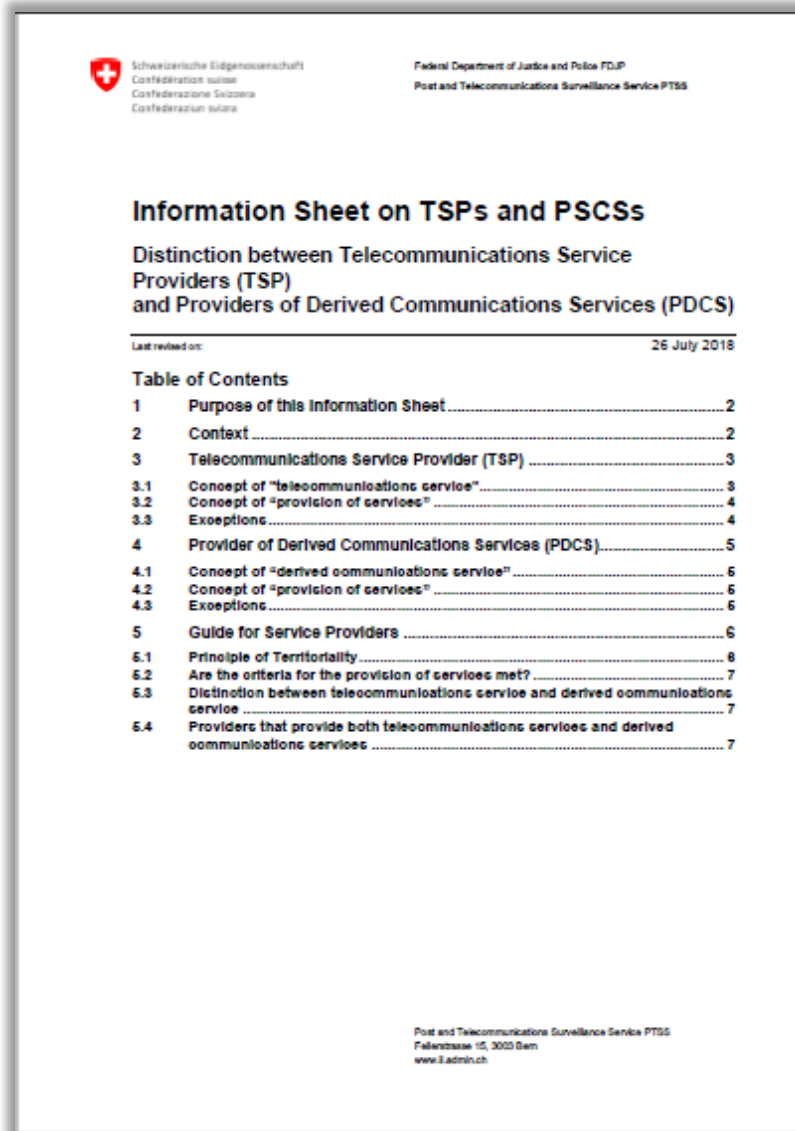 Schweizerische Eidgenossenschaft
Confédération suisse
Confederazione Svizzera
Confederaziun svizra
Federal Department of Justice and Police FDJP
Post and Telecommunications Surveillance Service PTSS
Information Sheet on TSPs and PSCSs
Distinction between Telecommunications Service
Providers (TSP)
and Providers of Derived Communications Services (PDCS)
Last revised on: 26 July 2018
Table of Contents
1 Purpose of this Information Sheet 2
2 Context 2
3 Telecommunications Service Provider (TSP) 3
3.1 Concept of "telecommunications service" 3
3.2 Concept of “provision of services” 4
3.3 Exceptions 4
4 Provider of Derived Communications Services (PDCS) 5
4.1 Concept of “derived communications service” 5
4.2 Concept of “provision of services” 5
4.3 Exceptions 5
5 Guide for Service Providers 6
5.1 Principle of Territoriality 6
5.2 Are the criteria for the provision of services met? 7
5.3 Distinction between telecommunications service and derived communications
service 7
5.4 Providers that provide both telecommunications services and derived
communications services 7
Post and Telecommunications Surveillance Service PTSS
Fellerstrasse 15, 3003 Bern
www.li.admin.ch